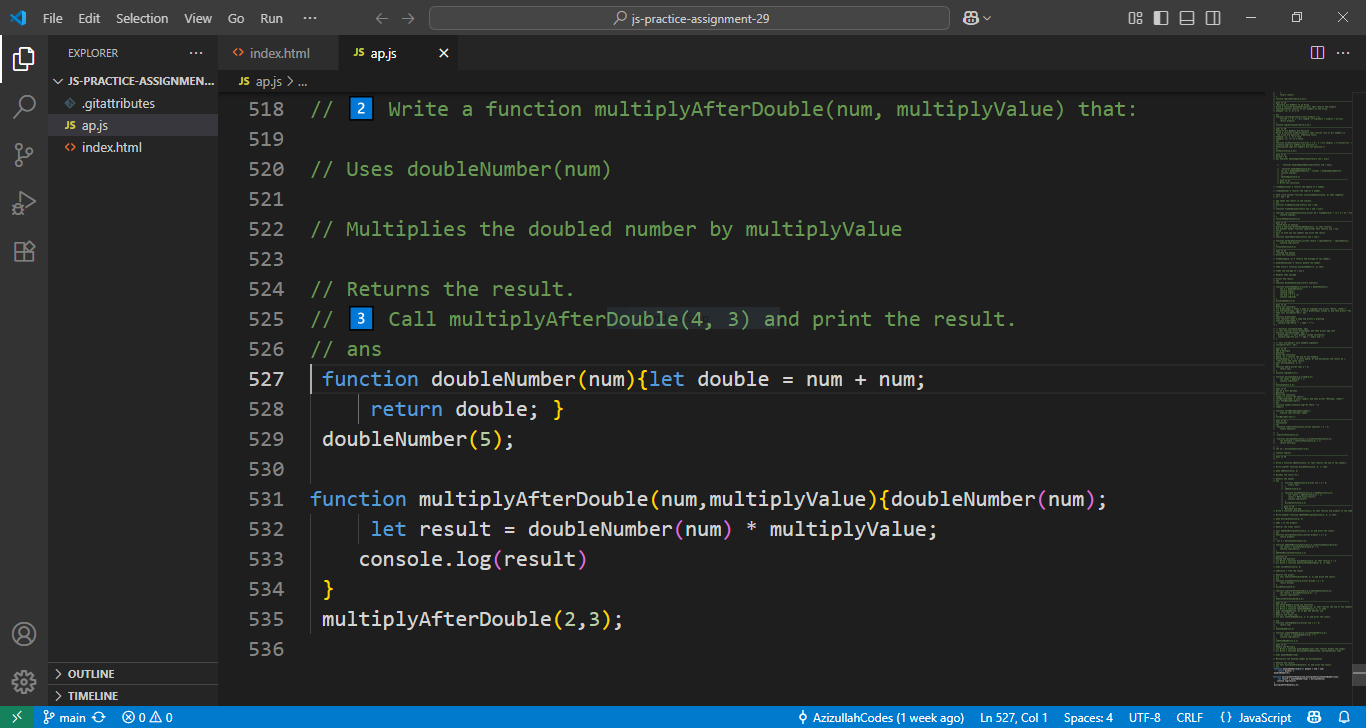 File Edit Selection View Go Run ···
js-practice-assignment-29
EXPLORER ···
JS-PRACTICE-ASSIGNMEN...
.gitattributes
JS ap.js
<> index.html
OUTLINE
TIMELINE
<> index.html
JS ap.js ×
JS ap.js > ...
518 // 2 Write a function multiplyAfterDouble(num, multiplyValue) that:
519
520 // Uses doubleNumber(num)
521
522 // Multiplies the doubled number by multiplyValue
523
524 // Returns the result.
525 // 3 Call multiplyAfterDouble(4, 3) and print the result.
526 // ans
527 function doubleNumber(num){let double = num + num;
528 return double; }
529 doubleNumber(5);
530
531 function multiplyAfterDouble(num,multiplyValue){doubleNumber(num);
532 let result = doubleNumber(num) * multiplyValue;
533 console.log(result)
534 }
535 multiplyAfterDouble(2,3);
536
main 0 0 AzizullahCodes (1 week ago) Ln 527, Col 1 Spaces: 4 UTF-8 CRLF {} JavaScript